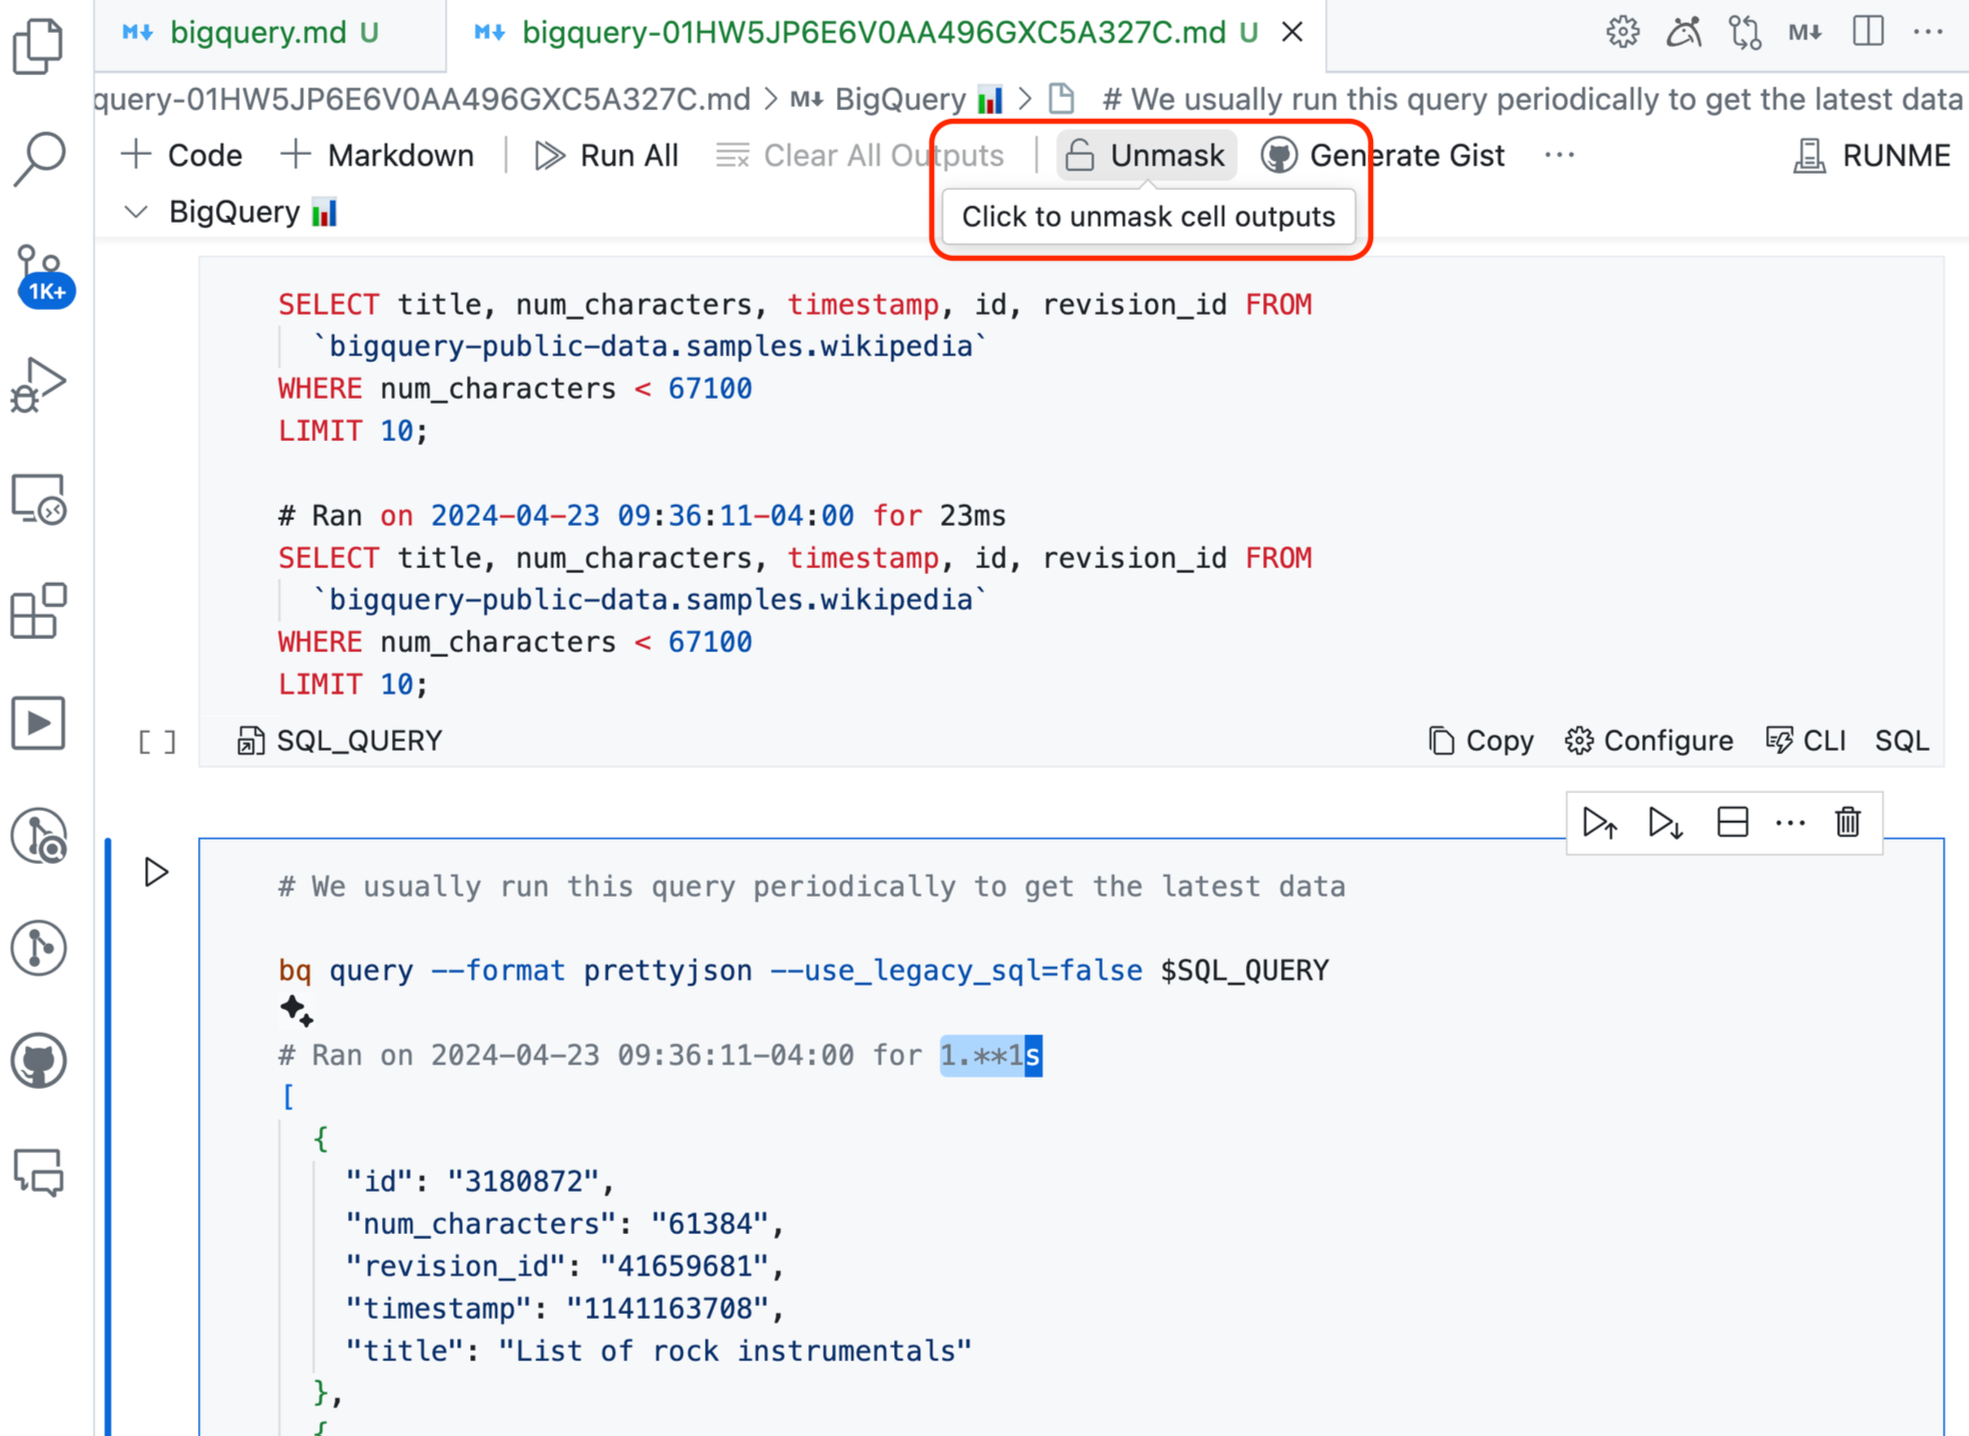 bigquery.md U
bigquery-01HW5JP6E6V0AA496GXC5A327C.md U
query-01HW5JP6E6V0AA496GXC5A327C.md > M↓ BigQuery 📊 > # We usually run this query periodically to get the latest data
+ Code + Markdown | Run All Clear All Outputs | Unmask Generate Gist ··· RUNME
BigQuery 📊
Click to unmask cell outputs
1K+
SELECT title, num_characters, timestamp, id, revision_id FROM
`bigquery-public-data.samples.wikipedia`
WHERE num_characters < 67100
LIMIT 10;
# Ran on 2024-04-23 09:36:11-04:00 for 23ms
SELECT title, num_characters, timestamp, id, revision_id FROM
`bigquery-public-data.samples.wikipedia`
WHERE num_characters < 67100
LIMIT 10;
[ ] SQL_QUERY Copy Configure CLI SQL
# We usually run this query periodically to get the latest data
bq query --format prettyjson --use_legacy_sql=false $SQL_QUERY
# Ran on 2024-04-23 09:36:11-04:00 for 1.**1s
[
{
"id": "3180872",
"num_characters": "61384",
"revision_id": "41659681",
"timestamp": "1141163708",
"title": "List of rock instrumentals"
},
{